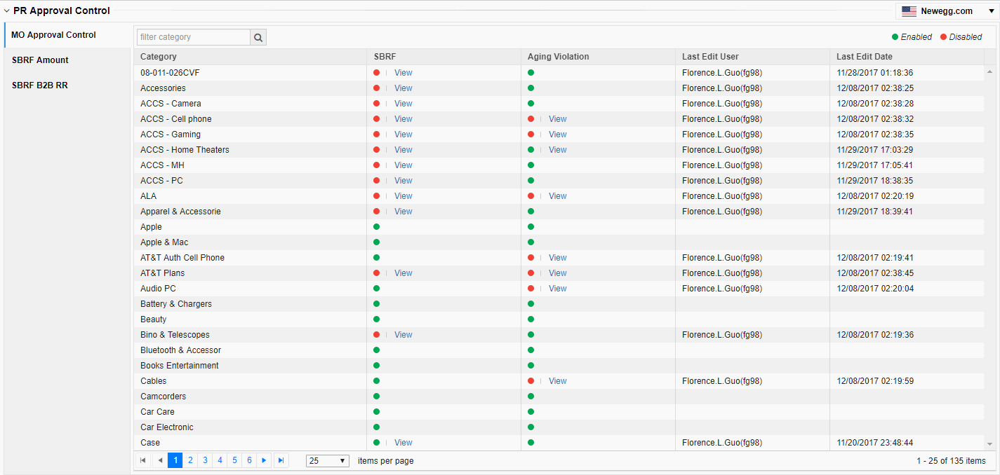 PR Approval Control Newegg.com
MO Approval Control
SBRF Amount
SBRF B2B RR
filter category Enabled Disabled
Category SBRF Aging Violation Last Edit User Last Edit Date
08-011-026CVF View Florence.L.Guo(fg98) 11/28/2017 01:18:36
Accessories View Florence.L.Guo(fg98) 12/08/2017 02:38:25
ACCS - Camera View Florence.L.Guo(fg98) 12/08/2017 02:38:28
ACCS - Cell phone View View Florence.L.Guo(fg98) 12/08/2017 02:38:32
ACCS - Gaming View View Florence.L.Guo(fg98) 12/08/2017 02:38:35
ACCS - Home Theaters View View Florence.L.Guo(fg98) 11/29/2017 17:03:29
ACCS - MH View Florence.L.Guo(fg98) 11/29/2017 17:05:41
ACCS - PC View Florence.L.Guo(fg98) 11/29/2017 18:38:35
ALA View View Florence.L.Guo(fg98) 12/08/2017 02:20:19
Apparel & Accessorie View Florence.L.Guo(fg98) 11/29/2017 18:39:41
Apple
Apple & Mac
AT&T Auth Cell Phone View Florence.L.Guo(fg98) 12/08/2017 02:19:41
AT&T Plans View View Florence.L.Guo(fg98) 12/08/2017 02:38:45
Audio PC View Florence.L.Guo(fg98) 12/08/2017 02:20:04
Battery & Chargers
Beauty
Bino & Telescopes View Florence.L.Guo(fg98) 12/08/2017 02:19:36
Bluetooth & Accessor
Books Entertainment
Cables View Florence.L.Guo(fg98) 12/08/2017 02:19:59
Camcorders
Car Care
Car Electronic
Case View Florence.L.Guo(fg98) 11/20/2017 23:48:44
1 2 3 4 5 6 25 items per page 1 - 25 of 135 items